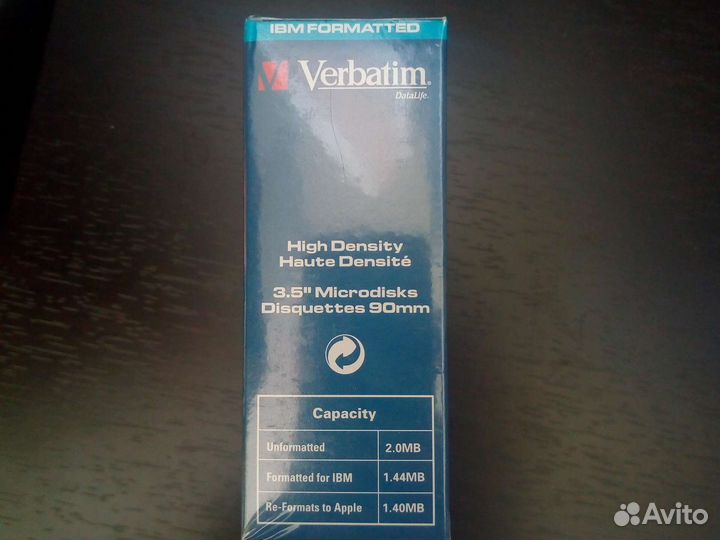 IBM FORMATTED
Verbatim®
DataLife.
High Density
Haute Densité
3.5" Microdisks
Disquettes 90mm
Capacity
Unformatted 2.0MB
Formatted for IBM 1.44MB
Re-Formats to Apple 1.40MB
Avito